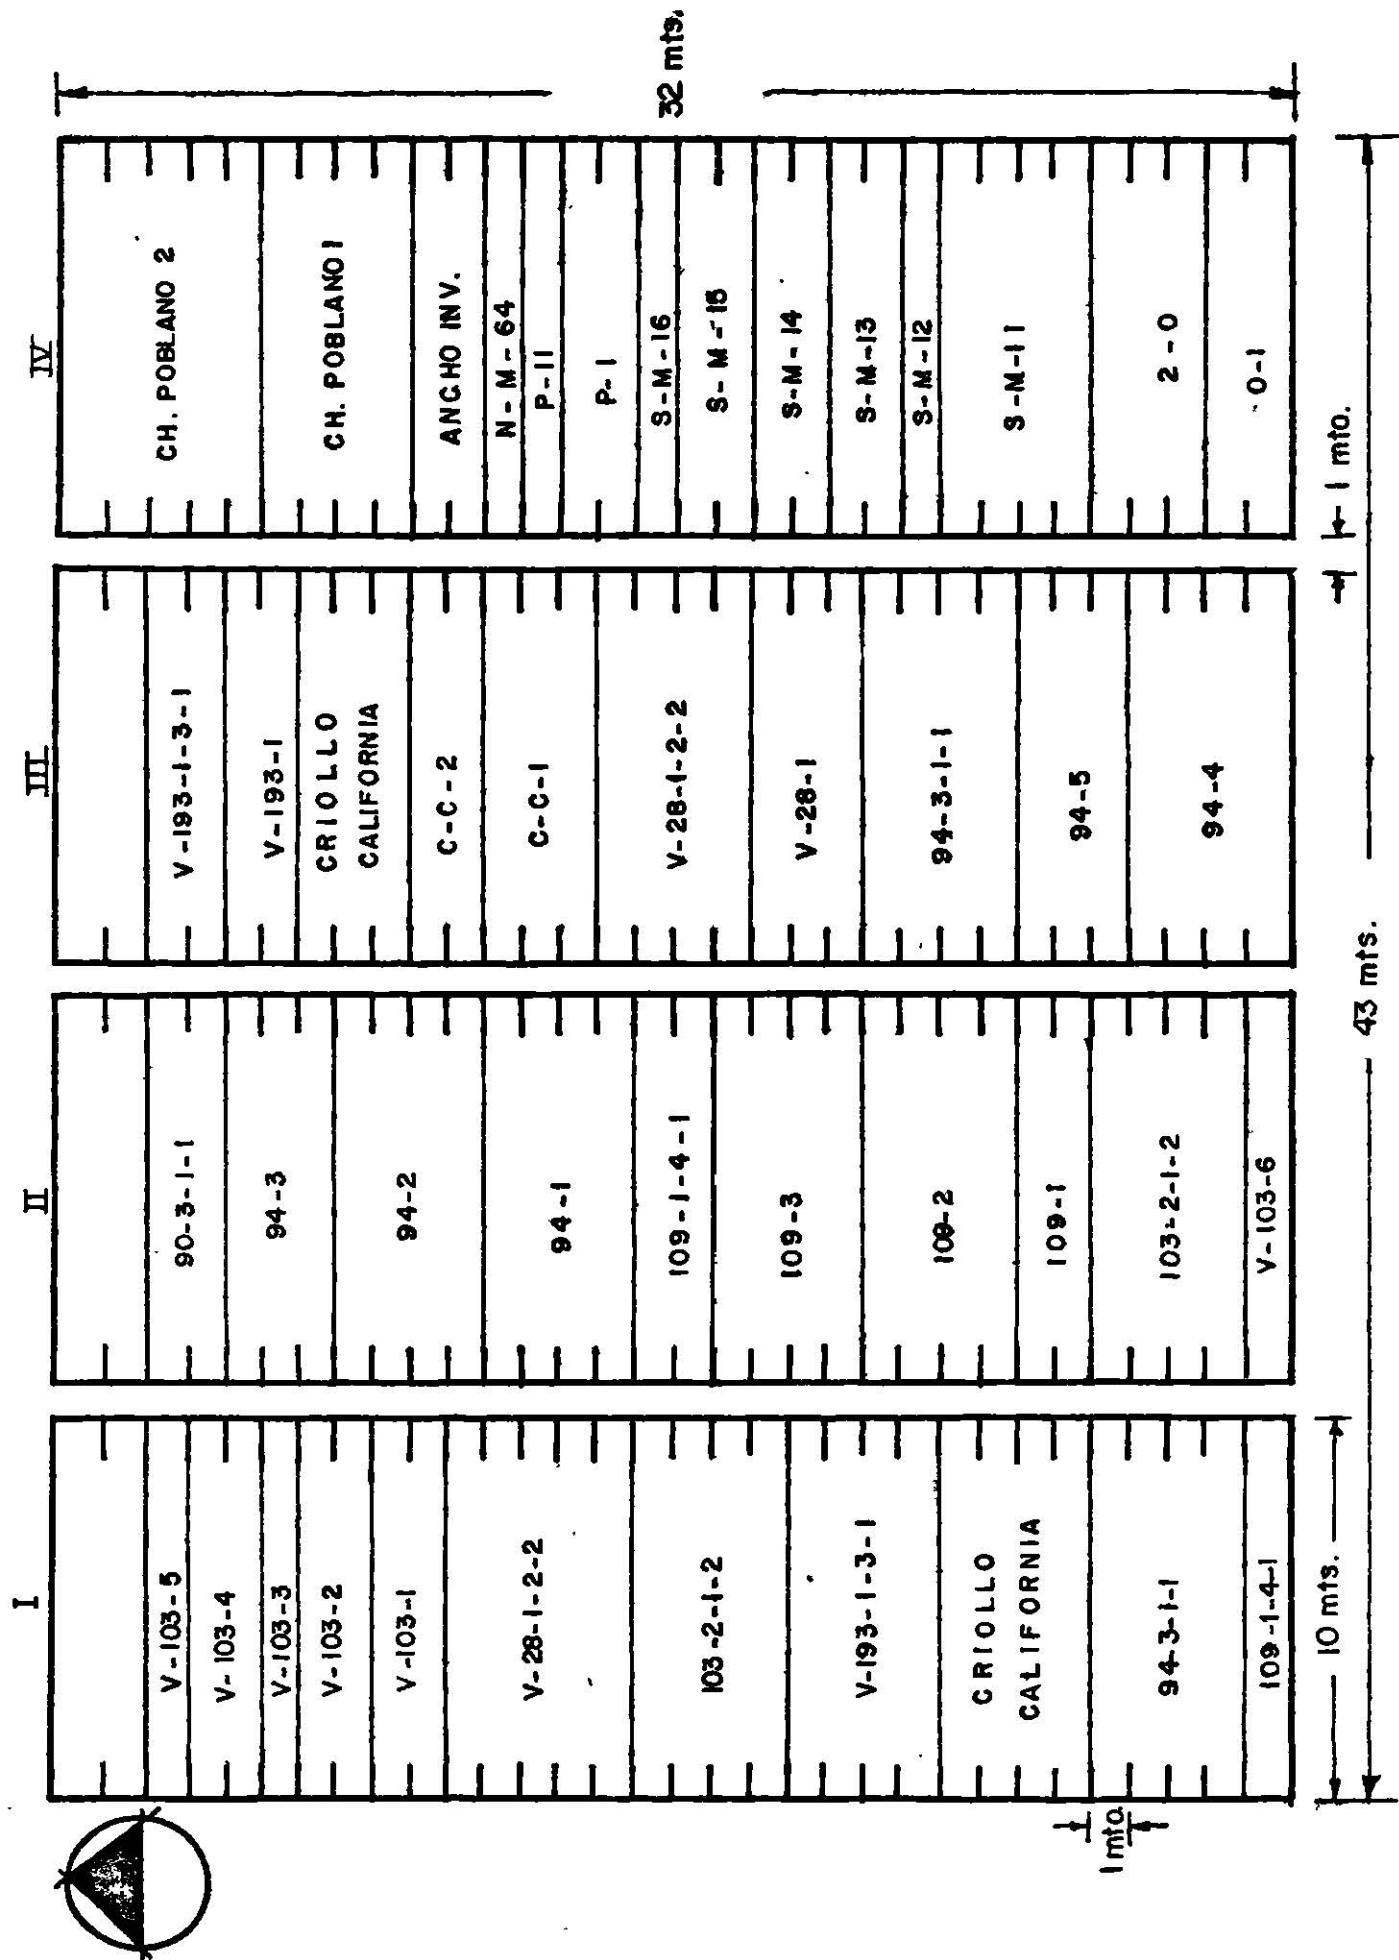 I
V-103-5
V-103-4
V-103-3
V-103-2
V-103-1
V-28-1-2-2
103-2-1-2
V-193-1-3-1
CRIOLLO
CALIFORNIA
94-3-1-1
109-1-4-1
II
90-3-1-1
94-3
94-2
94-1
109-1-4-1
109-3
109-2
109-1
103-2-1-2
V-103-6
III
V-193-1-3-1
V-193-1
CRIOLLO
CALIFORNIA
C-C-2
C-C-1
V-28-1-2-2
V-28-1
94-3-1-1
94-5
94-4
IV
CH. POBLANO 2
CH. POBLANO 1
ANCHO INV.
N-M-64
P-11
P-1
S-M-16
S-M-15
S-M-14
S-M-13
S-M-12
S-M-11
2-0
0-1
32 mts.
1 mto.
1 mto.
10 mts.
43 mts.